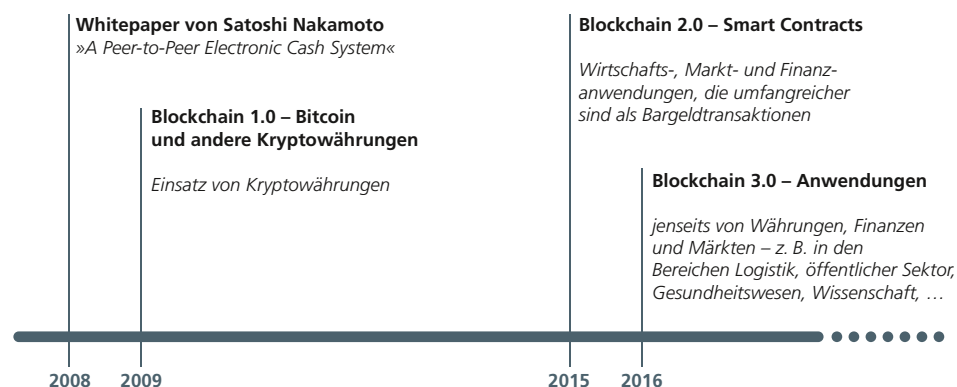 Whitepaper von Satoshi Nakamoto
»A Peer-to-Peer Electronic Cash System«
Blockchain 1.0 – Bitcoin
und andere Kryptowährungen
Einsatz von Kryptowährungen
Blockchain 2.0 – Smart Contracts
Wirtschafts-, Markt- und Finanz-
anwendungen, die umfangreicher
sind als Bargeldtransaktionen
Blockchain 3.0 – Anwendungen
jenseits von Währungen, Finanzen
und Märkten – z. B. in den
Bereichen Logistik, öffentlicher Sektor,
Gesundheitswesen, Wissenschaft, …
2008 2009 2015 2016